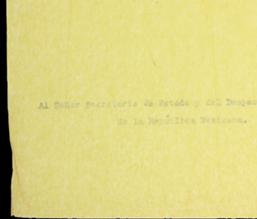 Al Señor Secretario de Estado y del Despac
de la República Mexicana.